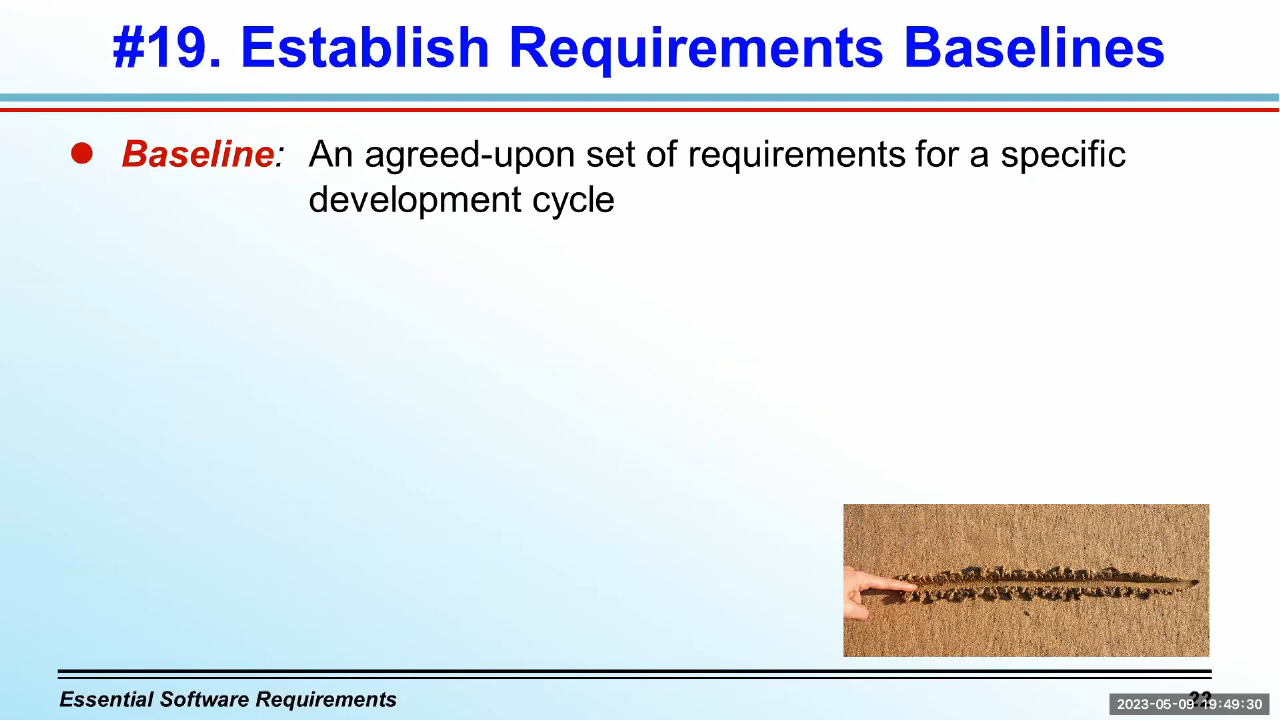 #19. Establish Requirements Baselines
● Baseline: An agreed-upon set of requirements for a specific
development cycle
Essential Software Requirements
22
2023-05-09 19:49:30